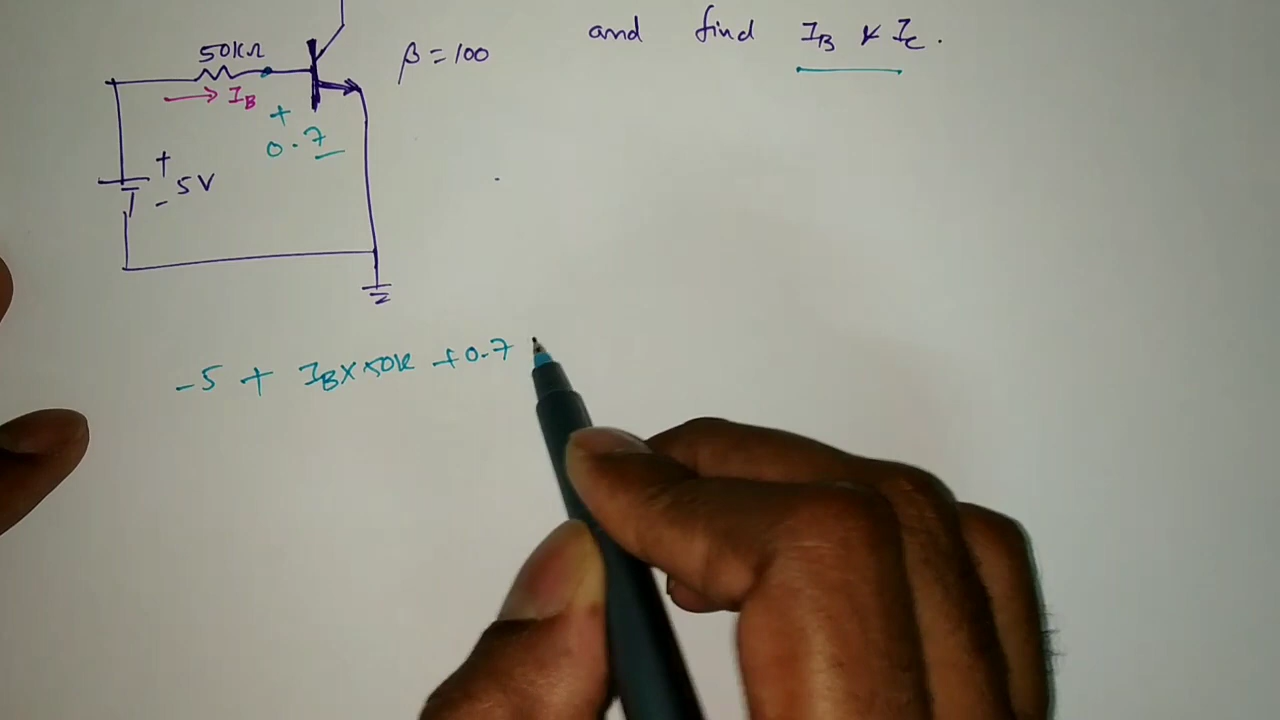 and find I_B & I_C.
50KΩ
β = 100
→ I_B
+
0.7
+
5V
-
-5 + I_B×50K +0.7